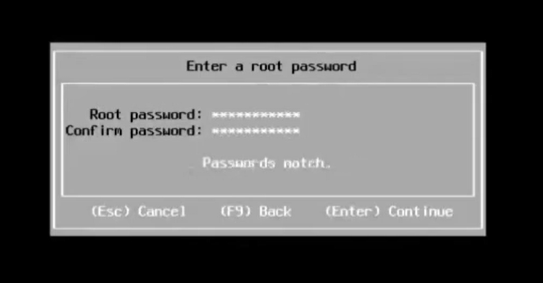 Enter a root password
Root password: ***********
Confirm password: ***********
Passwords match.
(Esc) Cancel (F9) Back (Enter) Continue